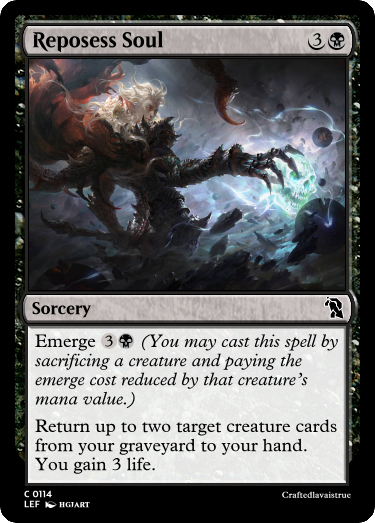 Reposess Soul 3
Sorcery
Emerge 3 (You may cast this spell by
sacrificing a creature and paying the
emerge cost reduced by that creature's
mana value.)
Return up to two target creature cards
from your graveyard to your hand.
You gain 3 life.
C 0114
LEF HGJART
Craftedlavaistrue